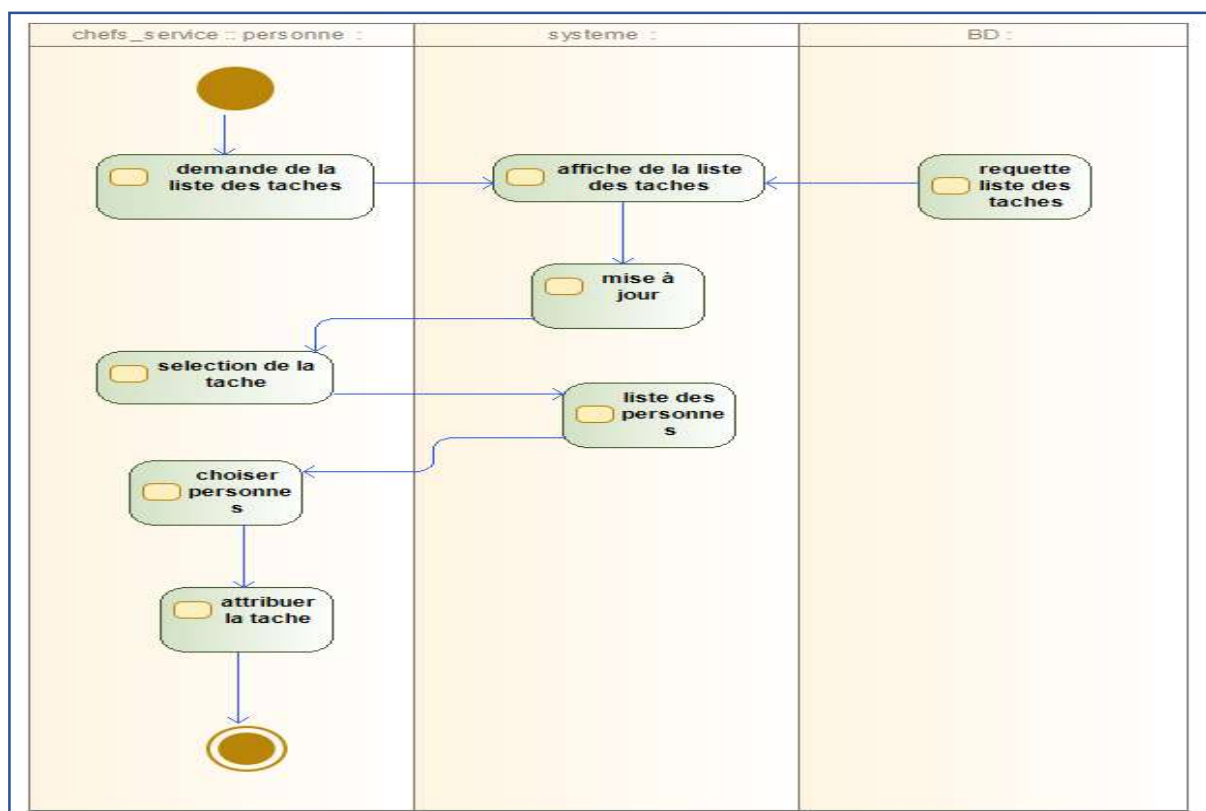 chefs_service :: personne :
systeme :
BD :
demande de la
liste des taches
affiche de la liste
des taches
requette
liste des
taches
mise à
jour
selection de la
tache
liste des
personne
s
choiser
personne
s
attribuer
la tache